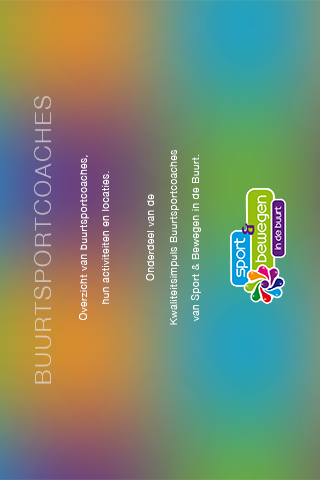 BUURTSPORTCOACHES
Overzicht van buurtsportcoaches,
hun activiteiten en locaties.
Onderdeel van de
Kwaliteitsimpuls Buurtsportcoaches
van Sport & Bewegen in de Buurt.
sport &
bewegen
in de buurt